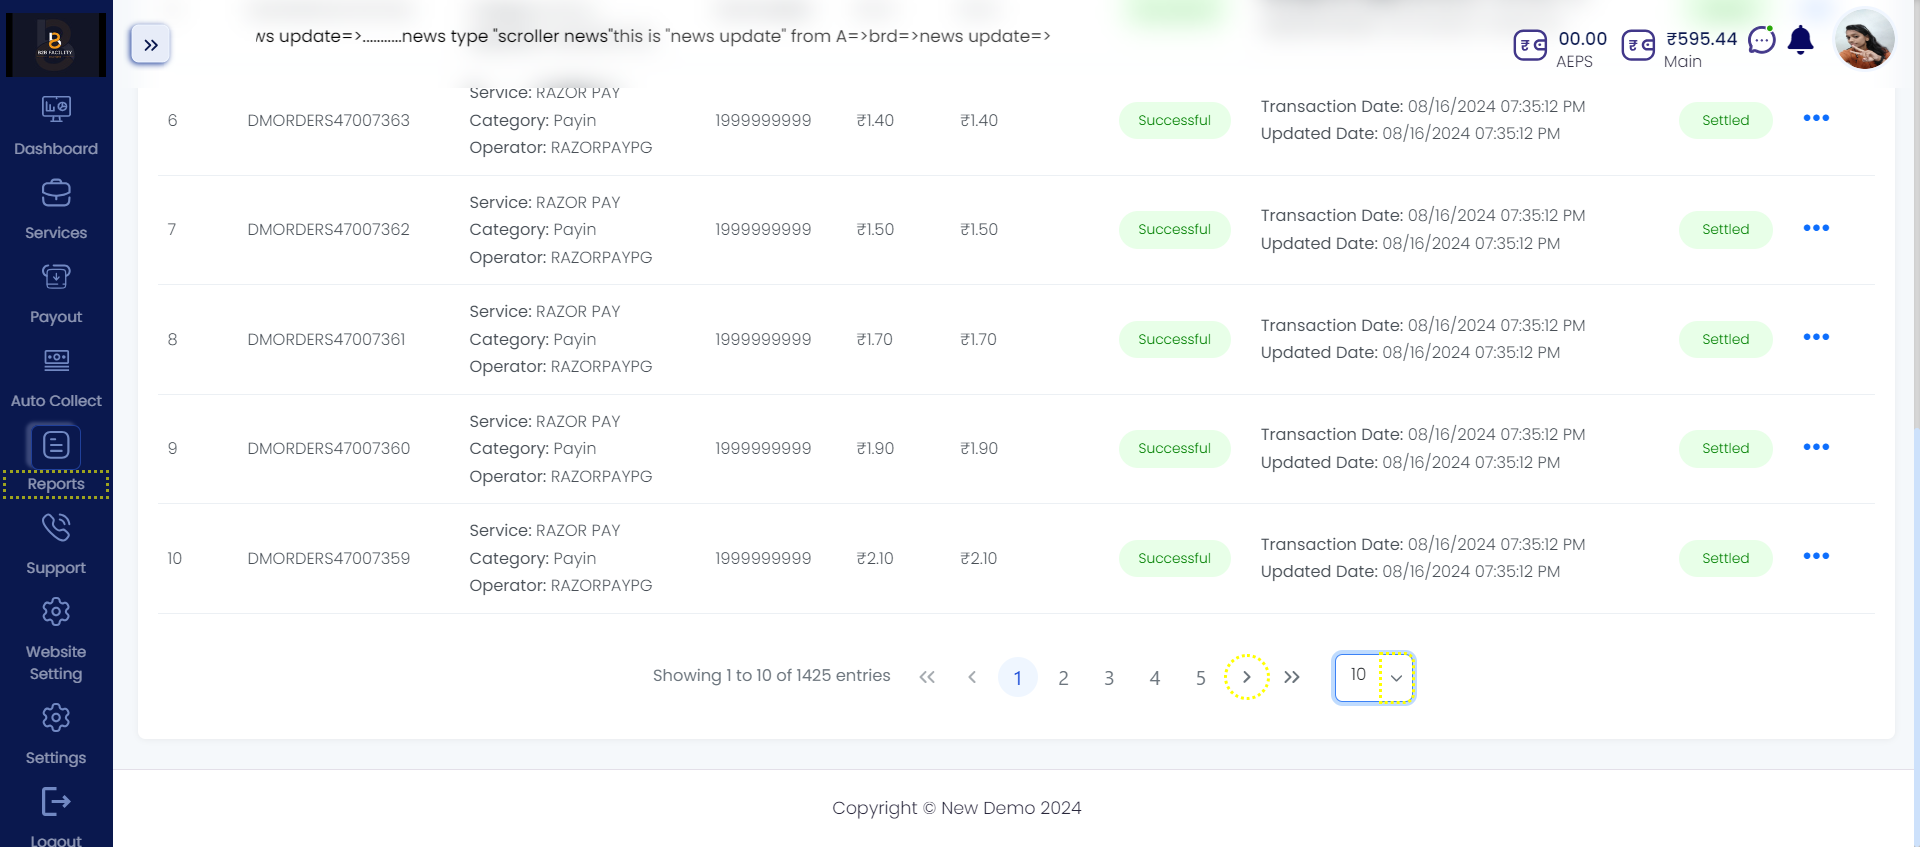 B2B FACILITY
ws update=>...........news type "scroller news"this is "news update" from A=>brd=>news update=>
00.00
AEPS
₹595.44
Main
Dashboard
Services
Payout
Auto Collect
Reports
Support
Website
Setting
Settings
Logout
Service: RAZOR PAY
6 DMORDERS47007363 Category: Payin 1999999999 ₹1.40 ₹1.40 Successful Transaction Date: 08/16/2024 07:35:12 PM Settled
Operator: RAZORPAYPG Updated Date: 08/16/2024 07:35:12 PM
Service: RAZOR PAY
7 DMORDERS47007362 Category: Payin 1999999999 ₹1.50 ₹1.50 Successful Transaction Date: 08/16/2024 07:35:12 PM Settled
Operator: RAZORPAYPG Updated Date: 08/16/2024 07:35:12 PM
Service: RAZOR PAY
8 DMORDERS47007361 Category: Payin 1999999999 ₹1.70 ₹1.70 Successful Transaction Date: 08/16/2024 07:35:12 PM Settled
Operator: RAZORPAYPG Updated Date: 08/16/2024 07:35:12 PM
Service: RAZOR PAY
9 DMORDERS47007360 Category: Payin 1999999999 ₹1.90 ₹1.90 Successful Transaction Date: 08/16/2024 07:35:12 PM Settled
Operator: RAZORPAYPG Updated Date: 08/16/2024 07:35:12 PM
Service: RAZOR PAY
10 DMORDERS47007359 Category: Payin 1999999999 ₹2.10 ₹2.10 Successful Transaction Date: 08/16/2024 07:35:12 PM Settled
Operator: RAZORPAYPG Updated Date: 08/16/2024 07:35:12 PM
Showing 1 to 10 of 1425 entries « ‹ 1 2 3 4 5 › » 10
Copyright © New Demo 2024